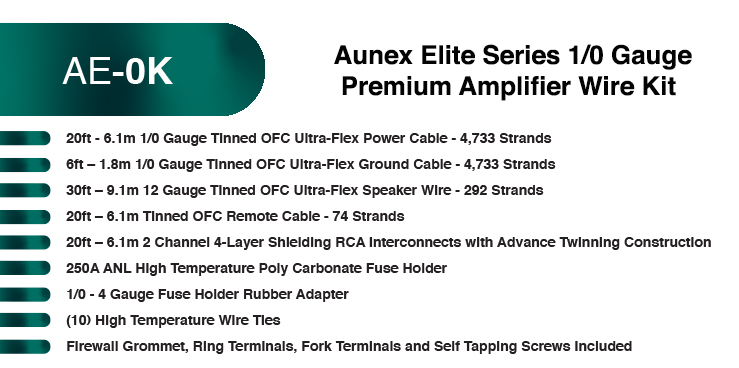 AE-0K
Aunex Elite Series 1/0 Gauge
Premium Amplifier Wire Kit
20ft - 6.1m 1/0 Gauge Tinned OFC Ultra-Flex Power Cable - 4,733 Strands
6ft – 1.8m 1/0 Gauge Tinned OFC Ultra-Flex Ground Cable - 4,733 Strands
30ft – 9.1m 12 Gauge Tinned OFC Ultra-Flex Speaker Wire - 292 Strands
20ft – 6.1m Tinned OFC Remote Cable - 74 Strands
20ft – 6.1m 2 Channel 4-Layer Shielding RCA Interconnects with Advance Twinning Construction
250A ANL High Temperature Poly Carbonate Fuse Holder
1/0 - 4 Gauge Fuse Holder Rubber Adapter
(10) High Temperature Wire Ties
Firewall Grommet, Ring Terminals, Fork Terminals and Self Tapping Screws Included